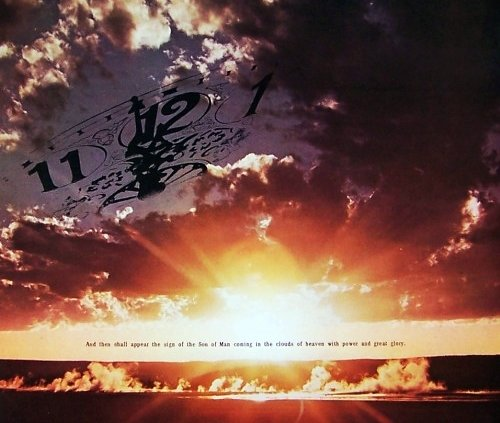 11 12 1
And then shall appear the sign of the Son of Man coming in the clouds of heaven with power and great glory.